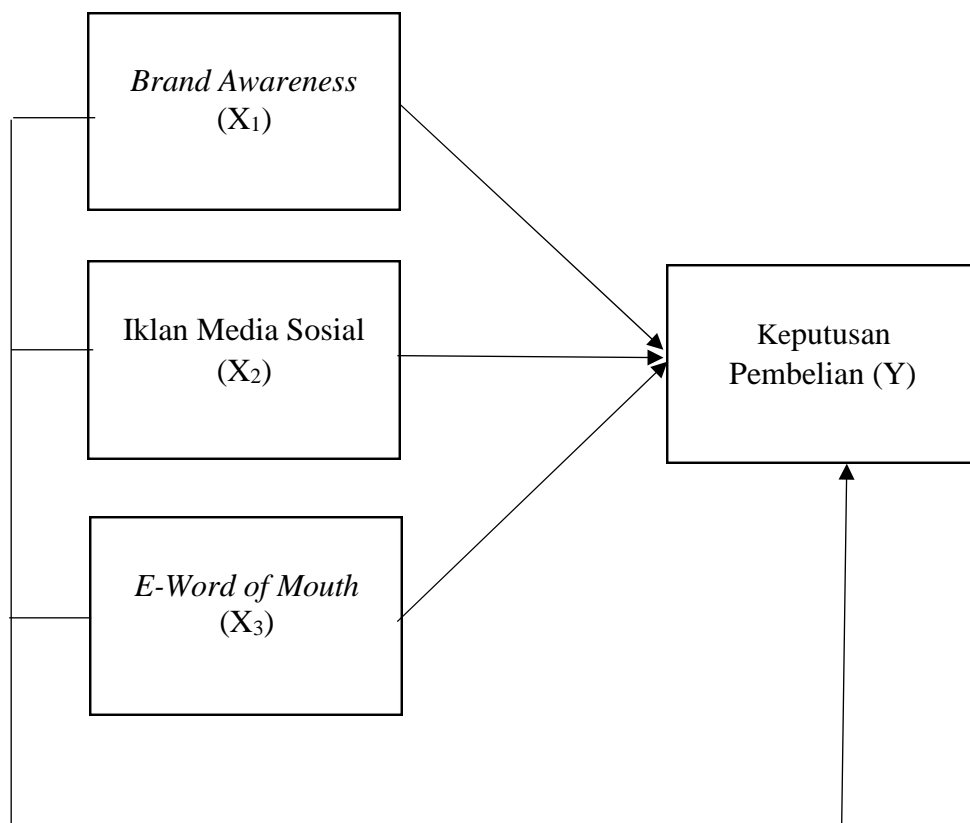 Brand Awareness
(X₁)
Iklan Media Sosial
(X₂)
E-Word of Mouth
(X₃)
Keputusan
Pembelian (Y)